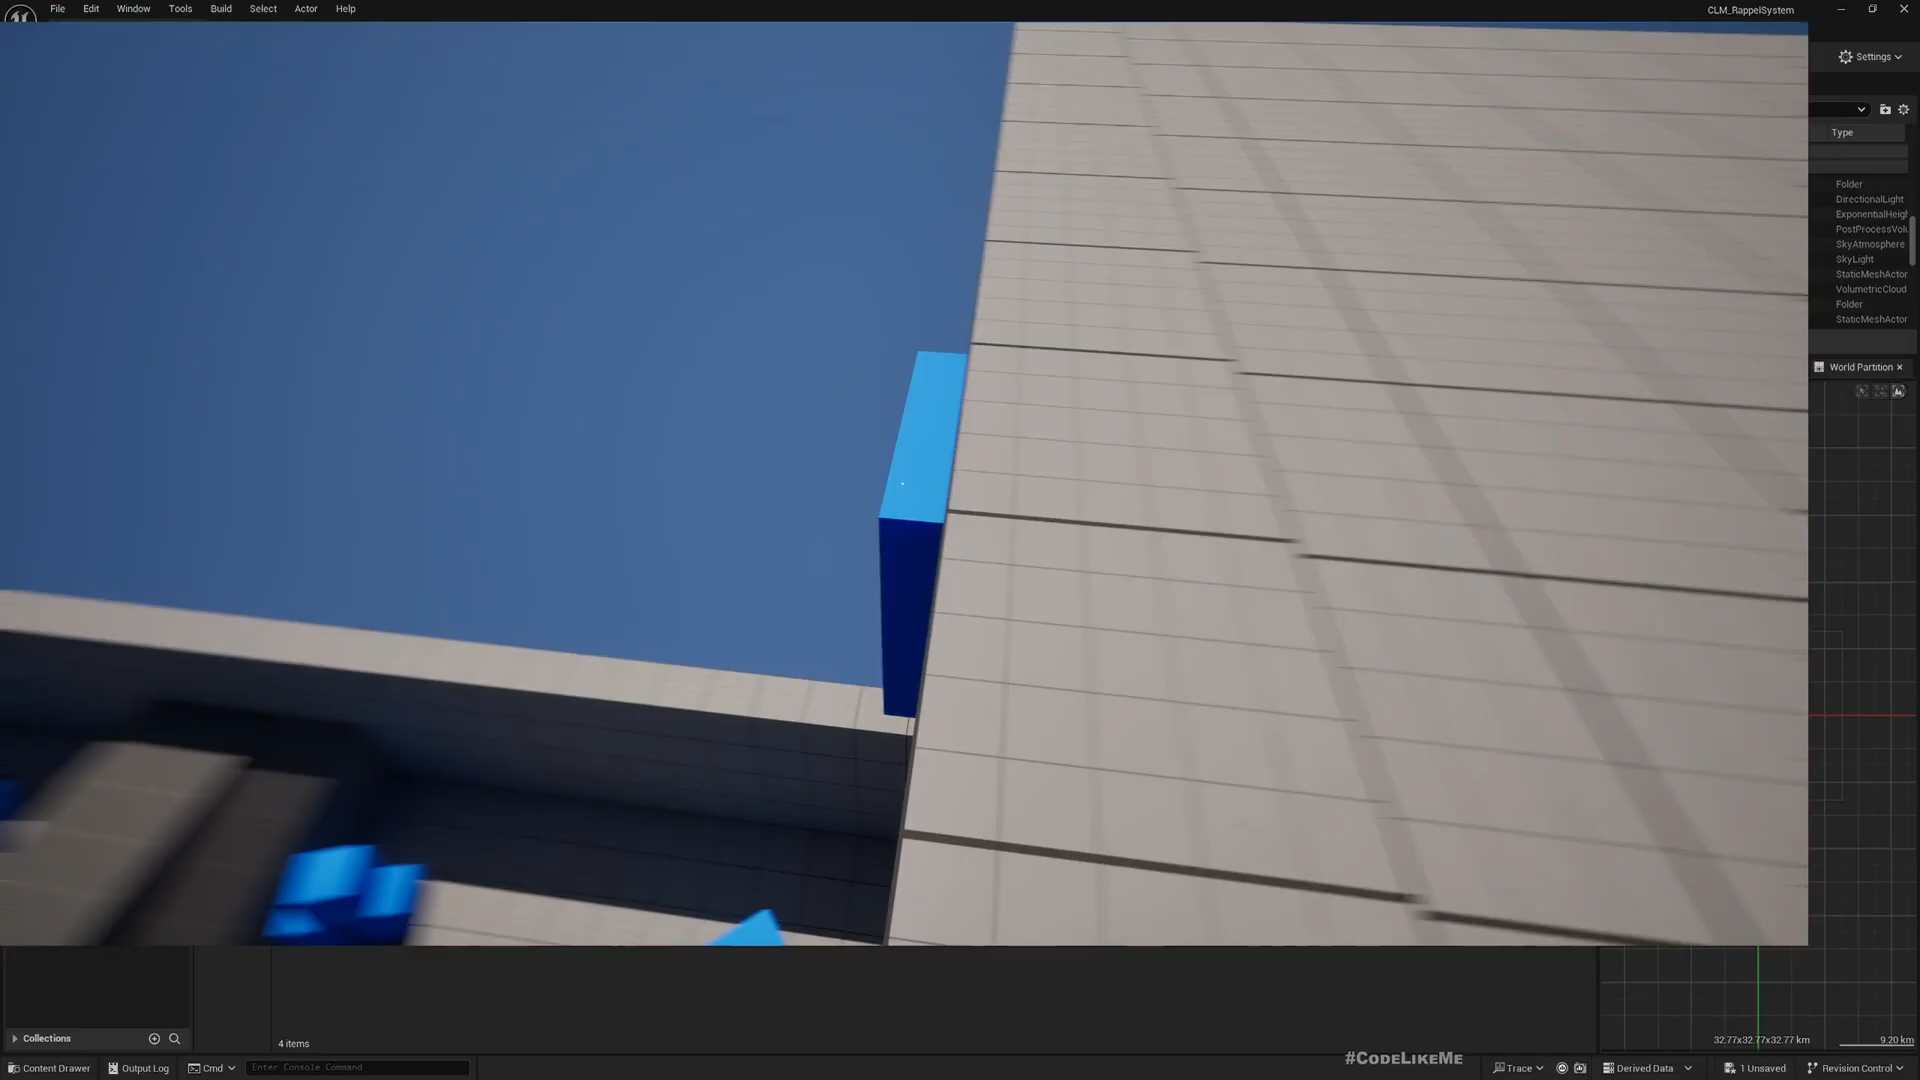 File Edit Window Tools Build Select Actor Help
CLM_RappelSystem
Settings
Type
Folder
DirectionalLight
ExponentialHeigh
PostProcessVolu
SkyAtmosphere
SkyLight
StaticMeshActor
VolumetricCloud
Folder
StaticMeshActor
World Partition
Collections
4 items
32.77x32.77x32.77 km
9.20 km
#CodeLikeMe
Content Drawer Output Log Cmd Enter Console Command Trace Derived Data 1 Unsaved Revision Control